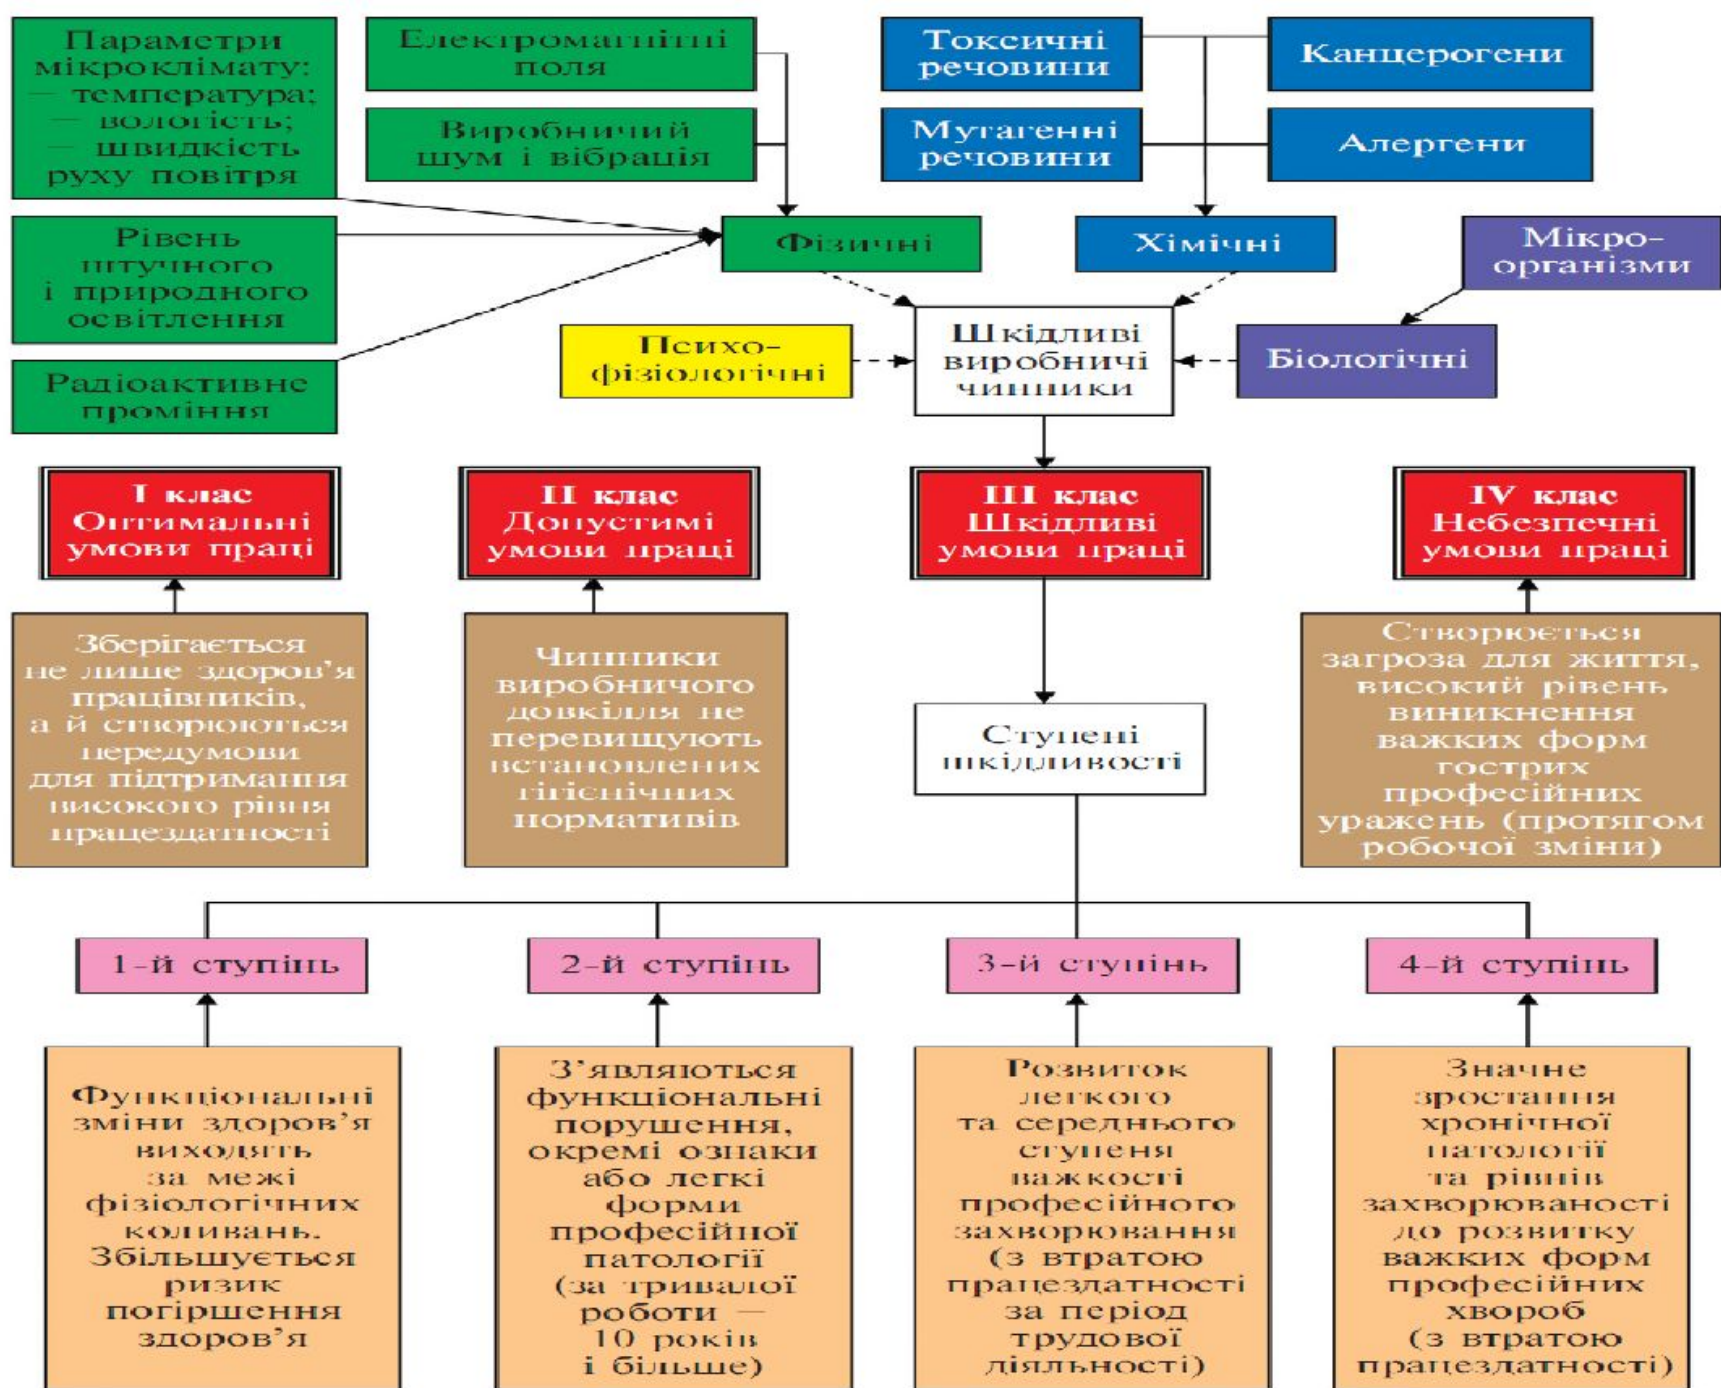 Параметри
мікроклімату:
— температура;
— вологість;
— швидкість
руху повітря
Електромагнітні
поля
Виробничий
шум і вібрація
Токсичні
речовини
Канцерогени
Мутагенні
речовини
Алергени
Рівень
штучного
і природного
освітлення
Фізичні
Хімічні
Мікро-
організми
Радіоактивне
проміння
Психо-
фізіологічні
Шкідливі
виробничі
чинники
Біологічні
І клас
Оптимальні
умови праці
ІІ клас
Допустимі
умови праці
ІІІ клас
Шкідливі
умови праці
IV клас
Небезпечні
умови праці
Зберігається
не лише здоров’я
працівників,
а й створюються
передумови
для підтримання
високого рівня
працездатності
Чинники
виробничого
довкілля не
перевищують
встановлених
гігієнічних
нормативів
Ступені
шкідливості
Створюється
загроза для життя,
високий рівень
виникнення
важких форм
гострих
професійних
уражень (протягом
робочої зміни)
1-й ступінь
2-й ступінь
3-й ступінь
4-й ступінь
Функціональні
зміни здоров’я
виходять
за межі
фізіологічних
коливань.
Збільшується
ризик
погіршення
здоров’я
З’являються
функціональні
порушення,
окремі ознаки
або легкі
форми
професійної
патології
(за тривалої
роботи —
10 років
і більше)
Розвиток
легкого
та середнього
ступеня
важкості
професійного
захворювання
(з втратою
працездатності
за період
трудової
діяльності)
Значне
зростання
хронічної
патології
та рівнів
захворюваності
до розвитку
важких форм
професійних
хвороб
(з втратою
працездатності)